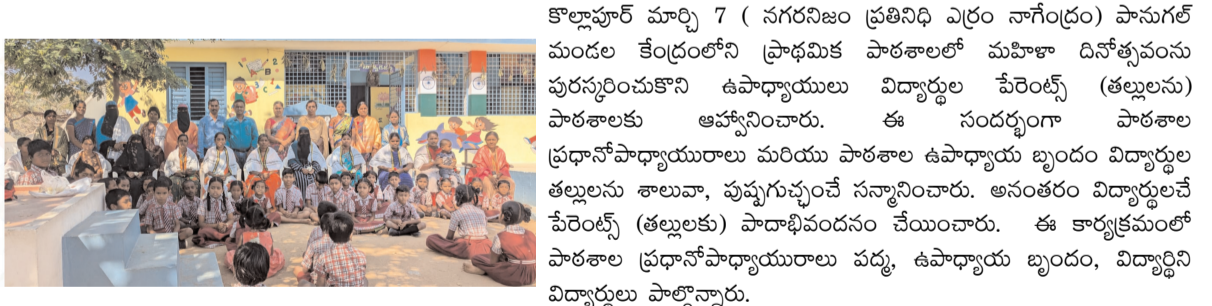 కొల్లాపూర్ మార్చి 7 ( నగరనిజం ప్రతినిధి ఎర్రం నాగేంద్రం) పానుగల్
మండల కేంద్రంలోని ప్రాథమిక పాఠశాలలో మహిళా దినోత్సవంను
పురస్కరించుకొని ఉపాధ్యాయులు విద్యార్థుల పేరెంట్స్ (తల్లులను)
పాఠశాలకు ఆహ్వానించారు. ఈ సందర్భంగా పాఠశాల
ప్రధానోపాధ్యాయురాలు మరియు పాఠశాల ఉపాధ్యాయ బృందం విద్యార్థుల
తల్లులను శాలువా, పుష్పగుచ్ఛంచే సన్మానించారు. అనంతరం విద్యార్థులచే
పేరెంట్స్ (తల్లులకు) పాదాభివందనం చేయించారు. ఈ కార్యక్రమంలో
పాఠశాల ప్రధానోపాధ్యాయురాలు పద్మ, ఉపాధ్యాయ బృందం, విద్యార్థిని
విద్యార్థులు పాల్గొన్నారు.